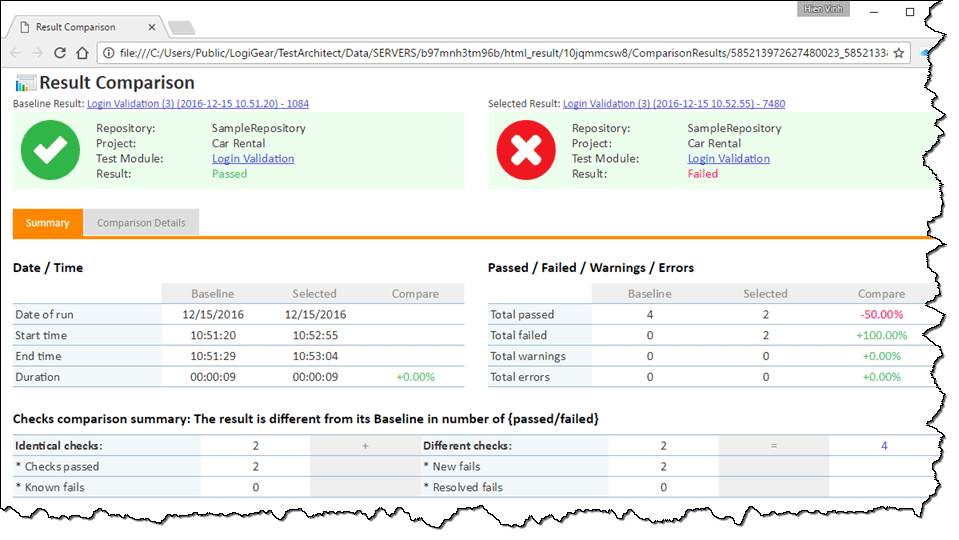 Hien Vinh
Result Comparison
file:///C:/Users/Public/LogiGear/TestArchitect/Data/SERVERS/b97mnh3tm96b/html_result/10jqmmcsw8/ComparisonResults/585213972627480023_5852133
Result Comparison
Baseline Result: Login Validation (3) (2016-12-15 10.51.20) - 1084
Selected Result: Login Validation (3) (2016-12-15 10.52.55) - 7480
Repository: SampleRepository
Project: Car Rental
Test Module: Login Validation
Result: Passed
Repository: SampleRepository
Project: Car Rental
Test Module: Login Validation
Result: Failed
Summary Comparison Details
Date / Time
Baseline Selected Compare
Date of run 12/15/2016 12/15/2016
Start time 10:51:20 10:52:55
End time 10:51:29 10:53:04
Duration 00:00:09 00:00:09 +0.00%
Passed / Failed / Warnings / Errors
Baseline Selected Compare
Total passed 4 2 -50.00%
Total failed 0 2 +100.00%
Total warnings 0 0 +0.00%
Total errors 0 0 +0.00%
Checks comparison summary: The result is different from its Baseline in number of {passed/failed}
Identical checks: 2 + Different checks: 2 = 4
* Checks passed 2 * New fails 2
* Known fails 0 * Resolved fails 0